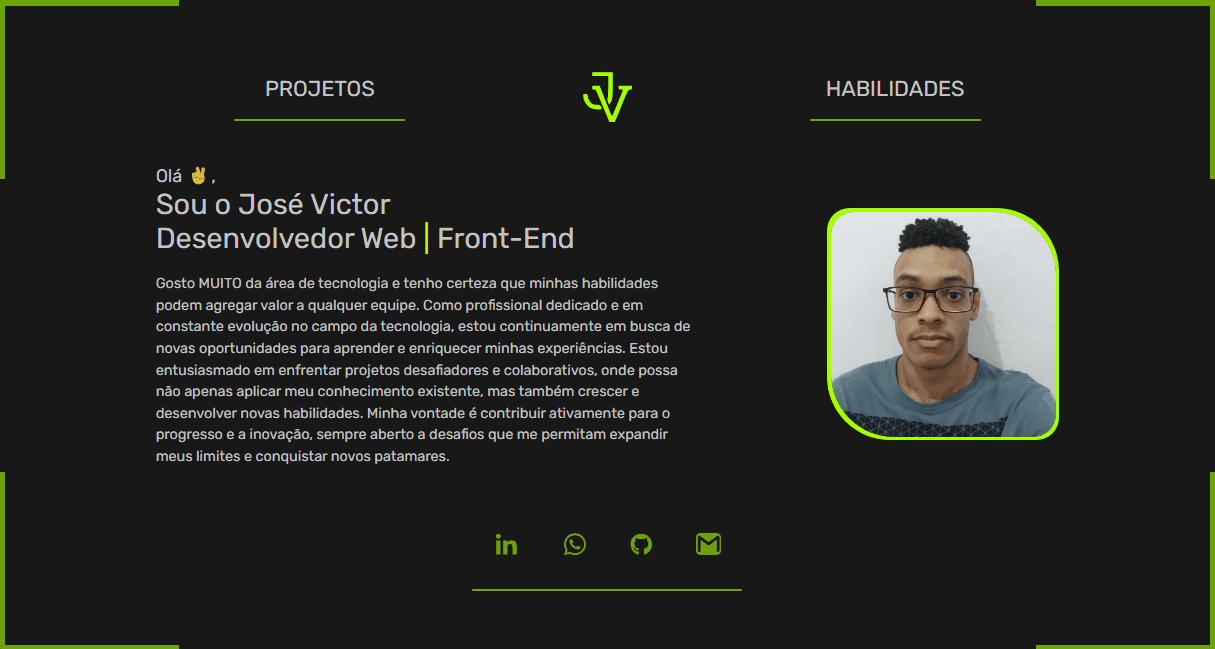 PROJETOS
JV
HABILIDADES
Olá ✌,
Sou o José Victor
Desenvolvedor Web | Front-End
Gosto MUITO da área de tecnologia e tenho certeza que minhas habilidades
podem agregar valor a qualquer equipe. Como profissional dedicado e em
constante evolução no campo da tecnologia, estou continuamente em busca de
novas oportunidades para aprender e enriquecer minhas experiências. Estou
entusiasmado em enfrentar projetos desafiadores e colaborativos, onde possa
não apenas aplicar meu conhecimento existente, mas também crescer e
desenvolver novas habilidades. Minha vontade é contribuir ativamente para o
progresso e a inovação, sempre aberto a desafios que me permitam expandir
meus limites e conquistar novos patamares.
in